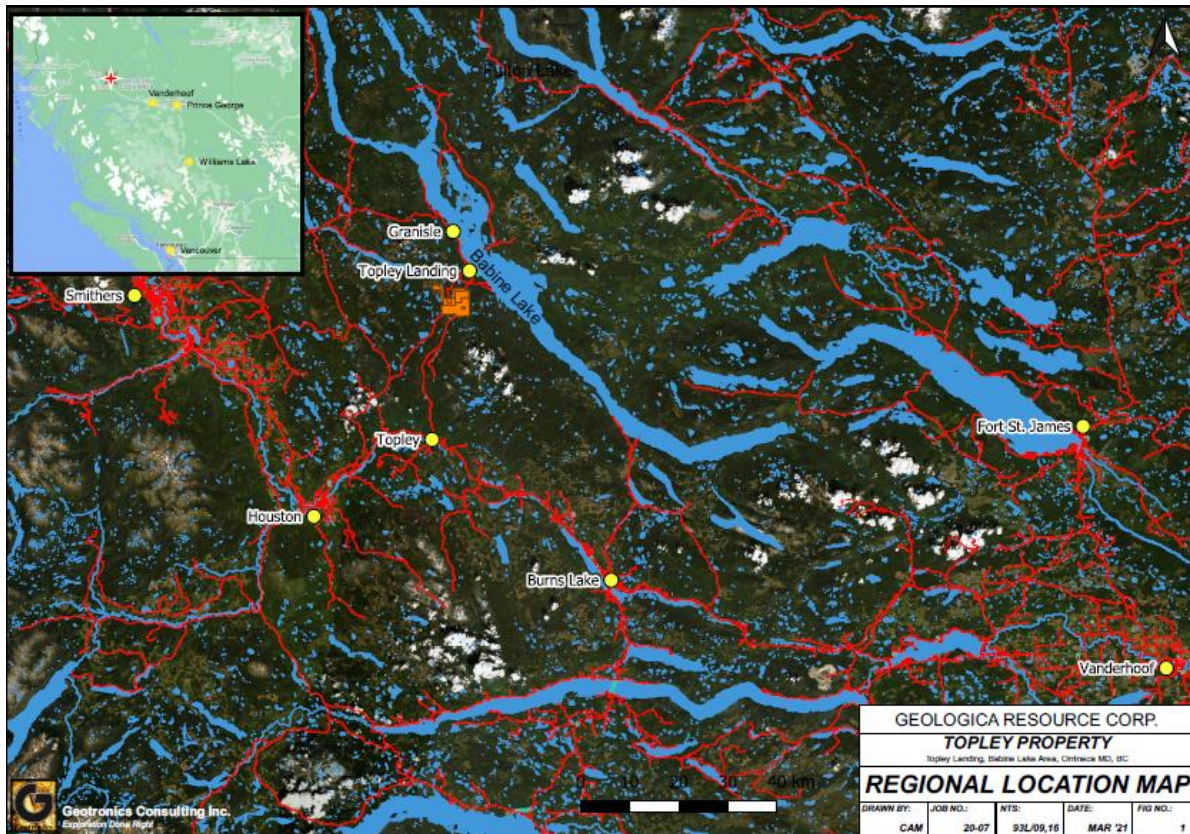 Vanderhoof
Prince George
Williams Lake
Vancouver
Fulton Lake
Granisle
Topley Landing
Babine Lake
Smithers
Topley
Fort St. James
Houston
Burns Lake
Vanderhoof
0 10 20 30 40 km
Geotronics Consulting Inc.
Exploration Done Right
GEOLOGICA RESOURCE CORP.
TOPLEY PROPERTY
Topley Landing, Babine Lake Area, Omineca MD, BC
REGIONAL LOCATION MAP
DRAWN BY: JOB NO.: NTS: DATE: FIG NO.:
CAM 20-07 93L/09,16 MAR '21 1